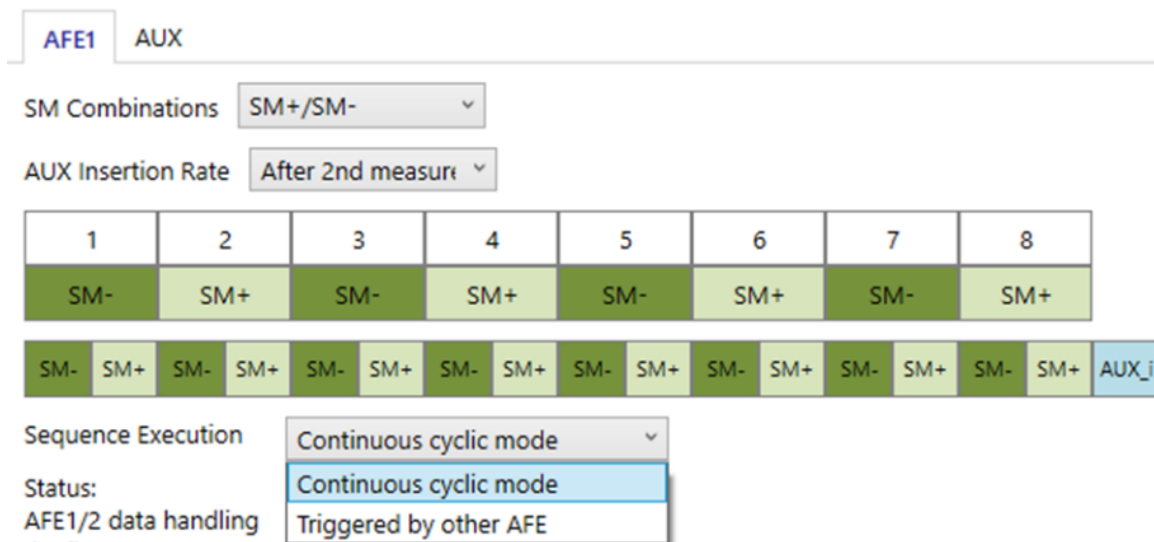 AFE1 AUX
SM Combinations SM+/SM-
AUX Insertion Rate After 2nd measure
1 2 3 4 5 6 7 8
SM- SM+ SM- SM+ SM- SM+ SM- SM+
SM- SM+ SM- SM+ SM- SM+ SM- SM+ SM- SM+ SM- SM+ SM- SM+ SM- SM+ AUX_i
Sequence Execution Continuous cyclic mode
Continuous cyclic mode
Status:
AFE1/2 data handling
Triggered by other AFE